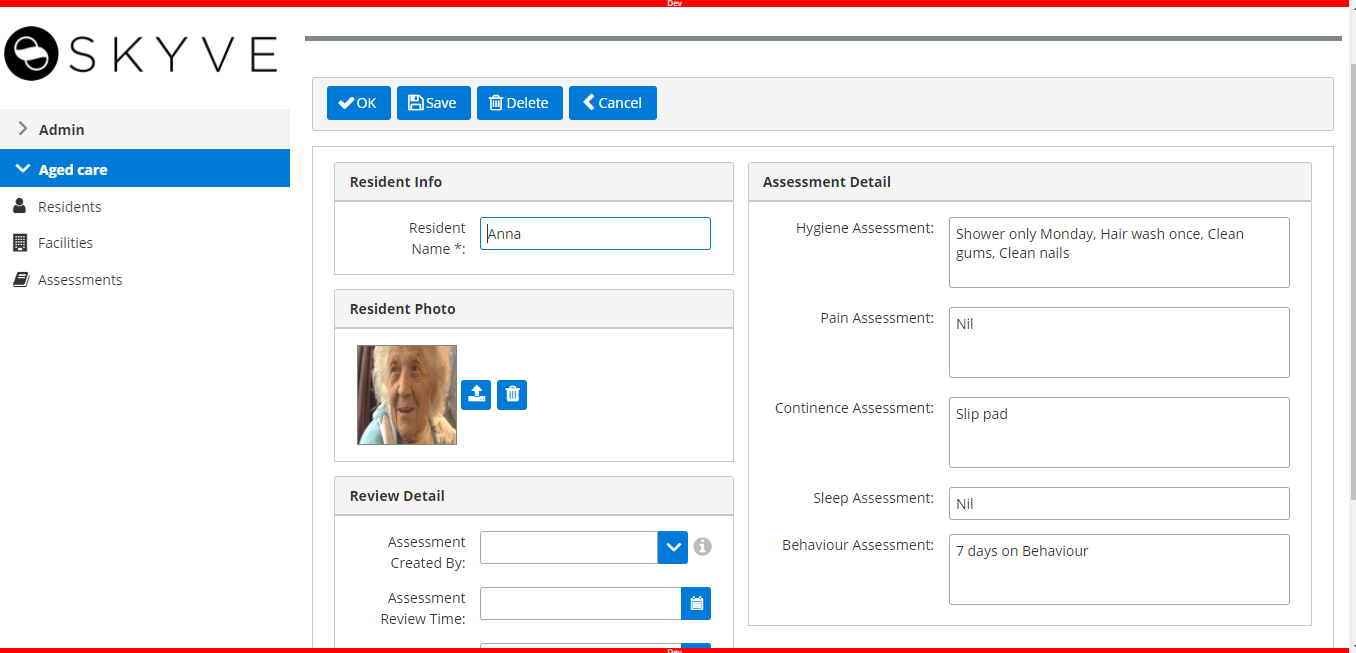 Dev
SKYVE
Admin
Aged care
Residents
Facilities
Assessments
OK
Save
Delete
Cancel
Resident Info
Resident
Name *:
Anna
Resident Photo
Review Detail
Assessment
Created By:
Assessment
Review Time:
Assessment Detail
Hygiene Assessment:
Shower only Monday, Hair wash once, Clean
gums, Clean nails
Pain Assessment:
Nil
Continence Assessment:
Slip pad
Sleep Assessment:
Nil
Behaviour Assessment:
7 days on Behaviour
Dev